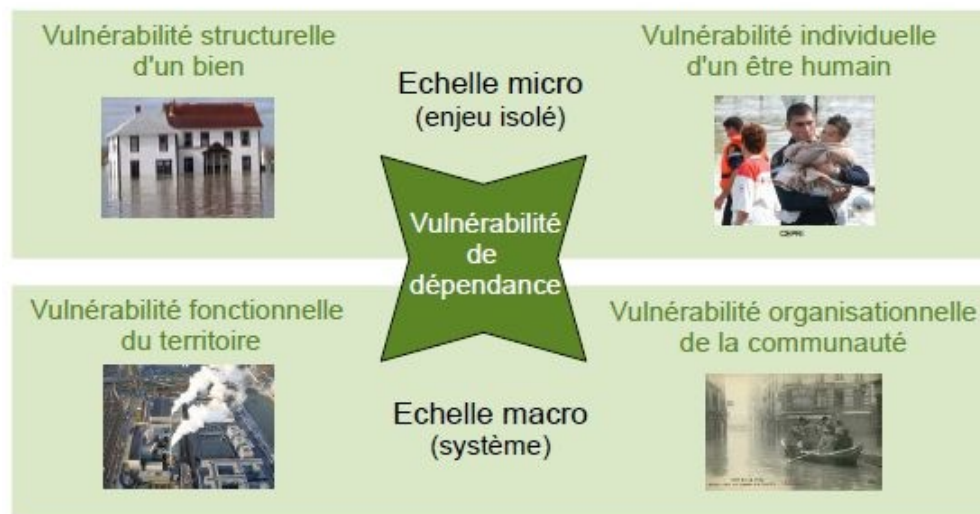 Vulnérabilité structurelle
d'un bien
Echelle micro
(enjeu isolé)
Vulnérabilité individuelle
d'un être humain
CEPRI
Vulnérabilité
de
dépendance
Vulnérabilité fonctionnelle
du territoire
Echelle macro
(système)
Vulnérabilité organisationnelle
de la communauté